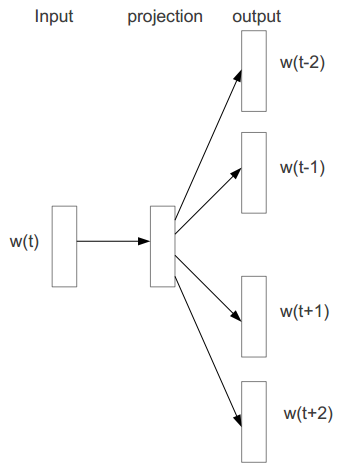 Input projection output
w(t-2)
w(t-1)
w(t)
w(t+1)
w(t+2)